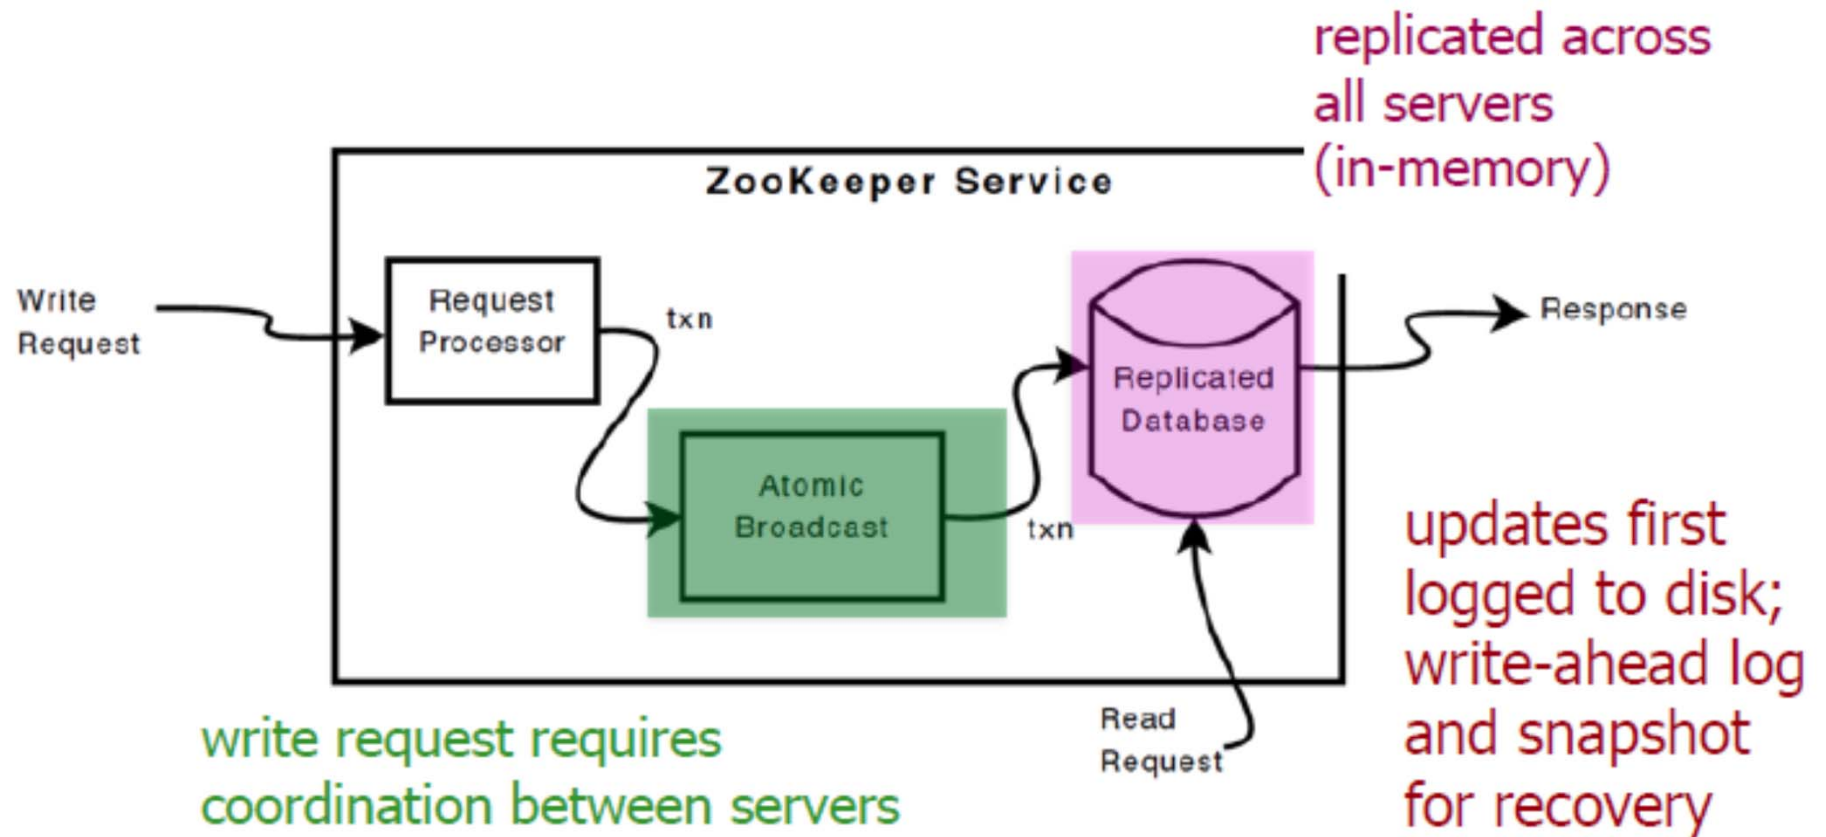 replicated across
all servers
(in-memory)
ZooKeeper Service
Write
Request
Request
Processor
txn
Atomic
Broadcast
txn
Replicated
Database
Response
Read
Request
updates first
logged to disk;
write-ahead log
and snapshot
for recovery
write request requires
coordination between servers